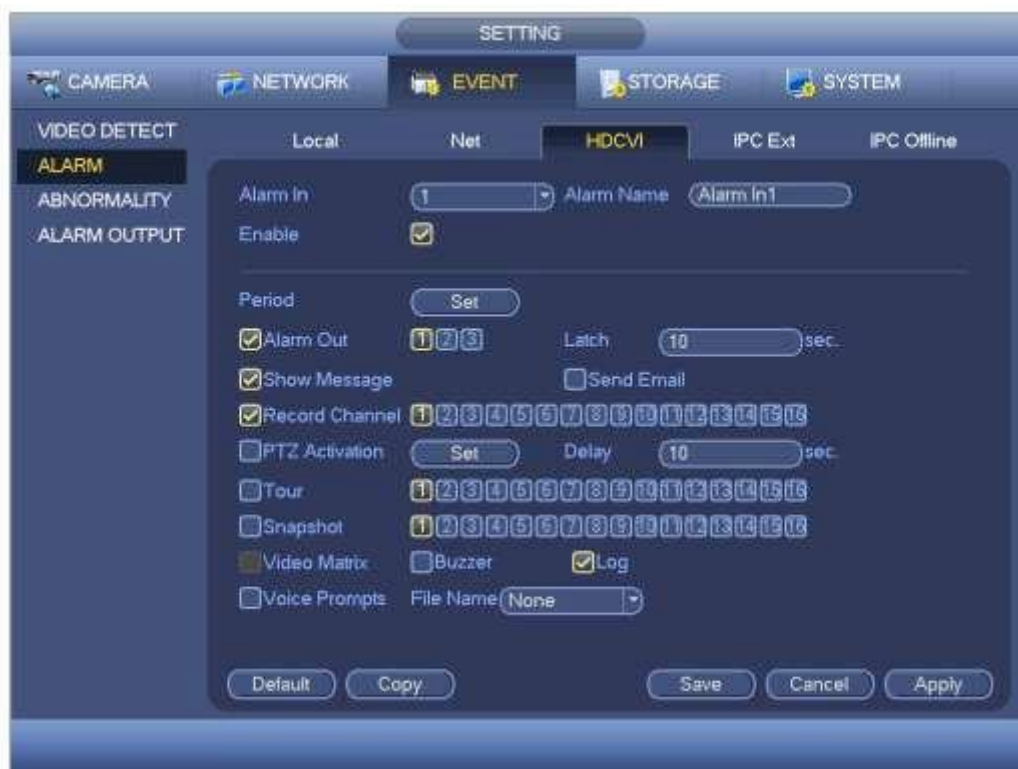 SETTING
CAMERA NETWORK EVENT STORAGE SYSTEM
VIDEO DETECT
ALARM
ABNORMALITY
ALARM OUTPUT
Local Net HDCVI IPC Ext IPC Offline
Alarm In 1 Alarm Name Alarm In1
Enable
Period Set
Alarm Out 1 2 3 Latch 10 sec.
Show Message Send Email
Record Channel 1 2 3 4 5 6 7 8 9 10 11 12 13 14 15 16
PTZ Activation Set Delay 10 sec.
Tour 1 2 3 4 5 6 7 8 9 10 11 12 13 14 15 16
Snapshot 1 2 3 4 5 6 7 8 9 10 11 12 13 14 15 16
Video Matrix Buzzer Log
Voice Prompts File Name None
Default Copy Save Cancel Apply